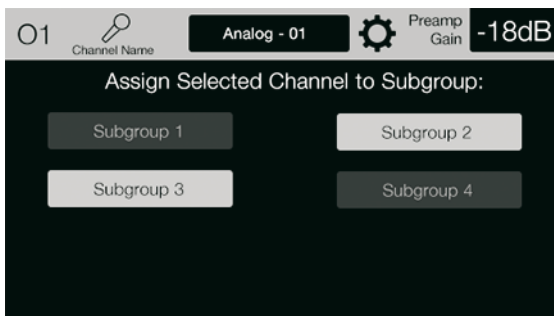 O1
Channel Name
Analog - 01
Preamp
Gain
-18dB
Assign Selected Channel to Subgroup:
Subgroup 1
Subgroup 2
Subgroup 3
Subgroup 4